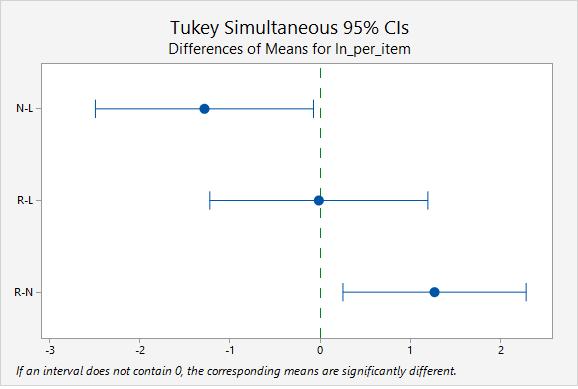 Tukey Simultaneous 95% CIs
Differences of Means for ln_per_item
N-L
R-L
R-N
-3 -2 -1 0 1 2
If an interval does not contain 0, the corresponding means are significantly different.